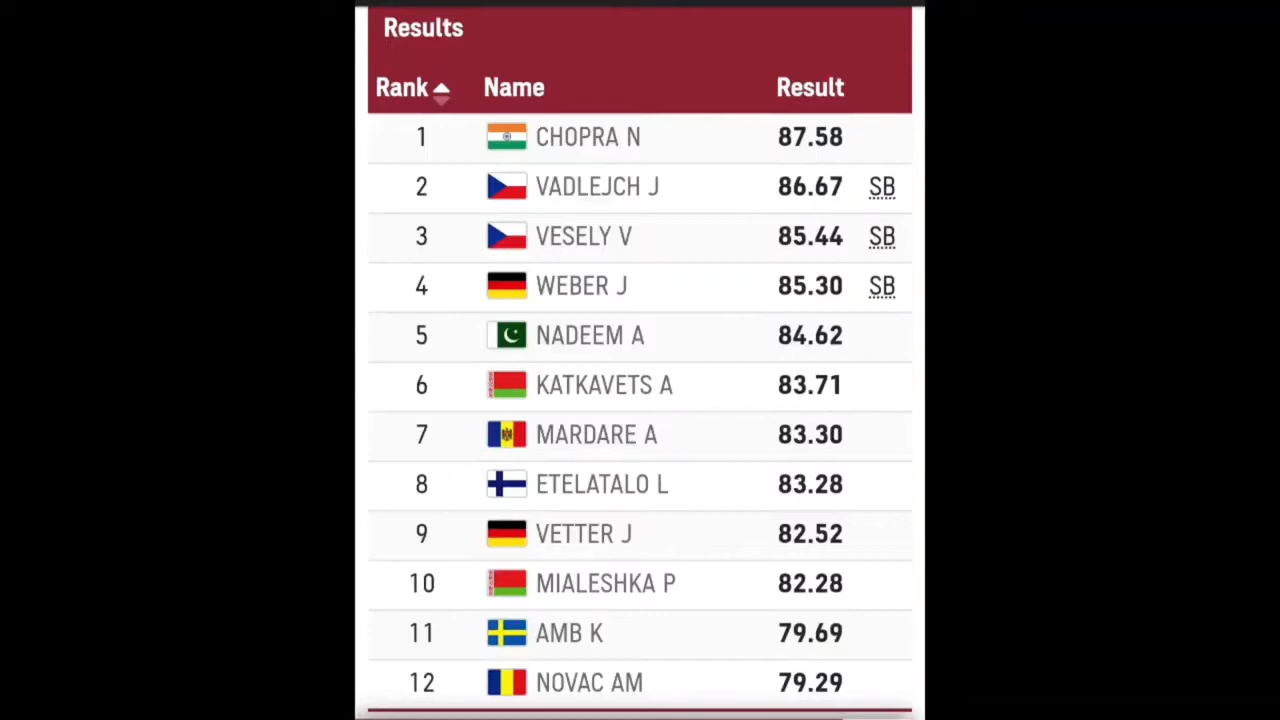 Results
Rank Name Result
1 CHOPRA N 87.58
2 VADLEJCH J 86.67 SB
3 VESELY V 85.44 SB
4 WEBER J 85.30 SB
5 NADEEM A 84.62
6 KATKAVETS A 83.71
7 MARDARE A 83.30
8 ETELATALO L 83.28
9 VETTER J 82.52
10 MIALESHKA P 82.28
11 AMB K 79.69
12 NOVAC AM 79.29